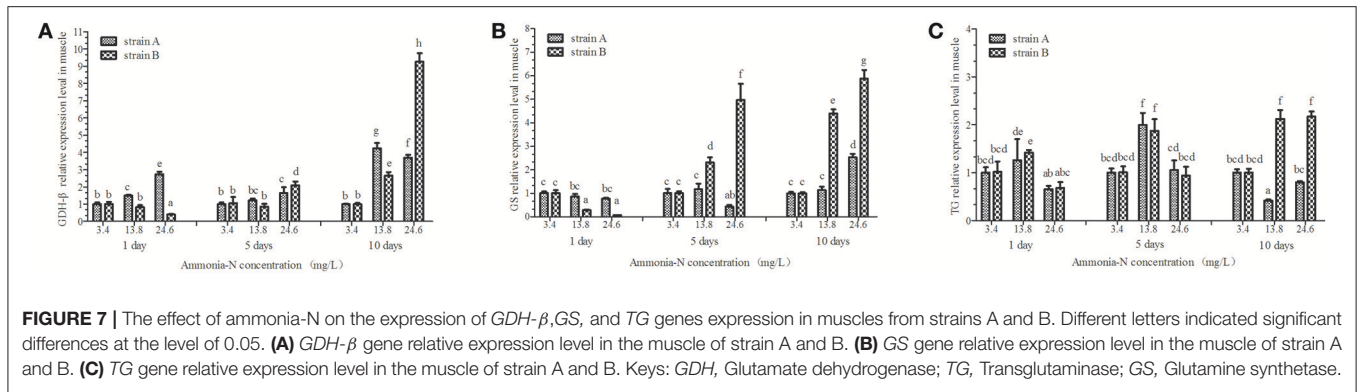 A
strain A
strain B
GDH-β relative expression leval in muscle
11
10
9
8
7
6
5
4
3
2
1
0
b b c b e a
b b bc b c d
b b g e f h
3.4 13.8 24.6 3.4 13.8 24.6 3.4 13.8 24.6
1 day 5 days 10 days
Ammonia-N concentration (mg/L)
B
strain A
strain B
GS relative expression leval in muscle
8
7
6
5
4
3
2
1
0
c c bc a bc a
c c c d ab f
c c c e d g
3.4 13.8 24.6 3.4 13.8 24.6 3.4 13.8 24.6
1 day 5 days 10 days
Ammonia-N concentration (mg/L)
C
strain A
strain B
TG relative expression leval in muscle
2
2
1
1
0
bcd bcd de e ab abc
bcd bcd f f cd bcd
bcd bcd a f bc f
3.4 13.8 24.6 3.4 13.8 24.6 3.4 13.8 24.6
1 day 5 days 10 days
Ammonia-N concentration (mg/L)
FIGURE 7 | The effect of ammonia-N on the expression of GDH-β,GS, and TG genes expression in muscles from strains A and B. Different letters indicated significant
differences at the level of 0.05. (A) GDH-β gene relative expression level in the muscle of strain A and B. (B) GS gene relative expression level in the muscle of strain A
and B. (C) TG gene relative expression level in the muscle of strain A and B. Keys: GDH, Glutamate dehydrogenase; TG, Transglutaminase; GS, Glutamine synthetase.